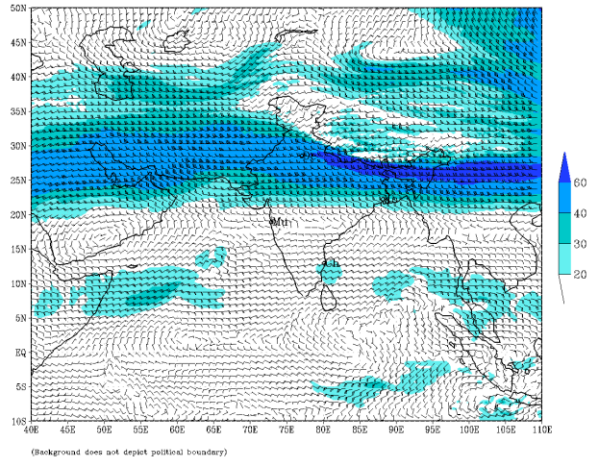 50N
45N
40N
35N
30N
25N
20N
15N
10N
5N
EQ
5S
10S
40E 45E 50E 55E 60E 65E 70E 75E 80E 85E 90E 95E 100E 105E 110E
60
40
30
20
Mu
(Background does not depict political boundary)